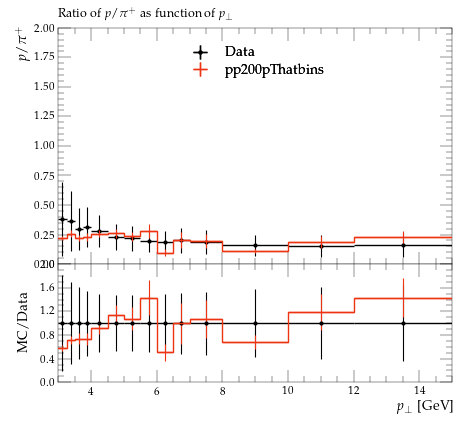 Ratio of p/π⁺ as function of p⊥
p/π⁺
2.00
1.75
1.50
1.25
1.00
0.75
0.50
0.25
Data
pp200pThatbins
MC/Data
1.6
1.2
0.8
0.4
0.0
4 6 8 10 12 14
p⊥ [GeV]